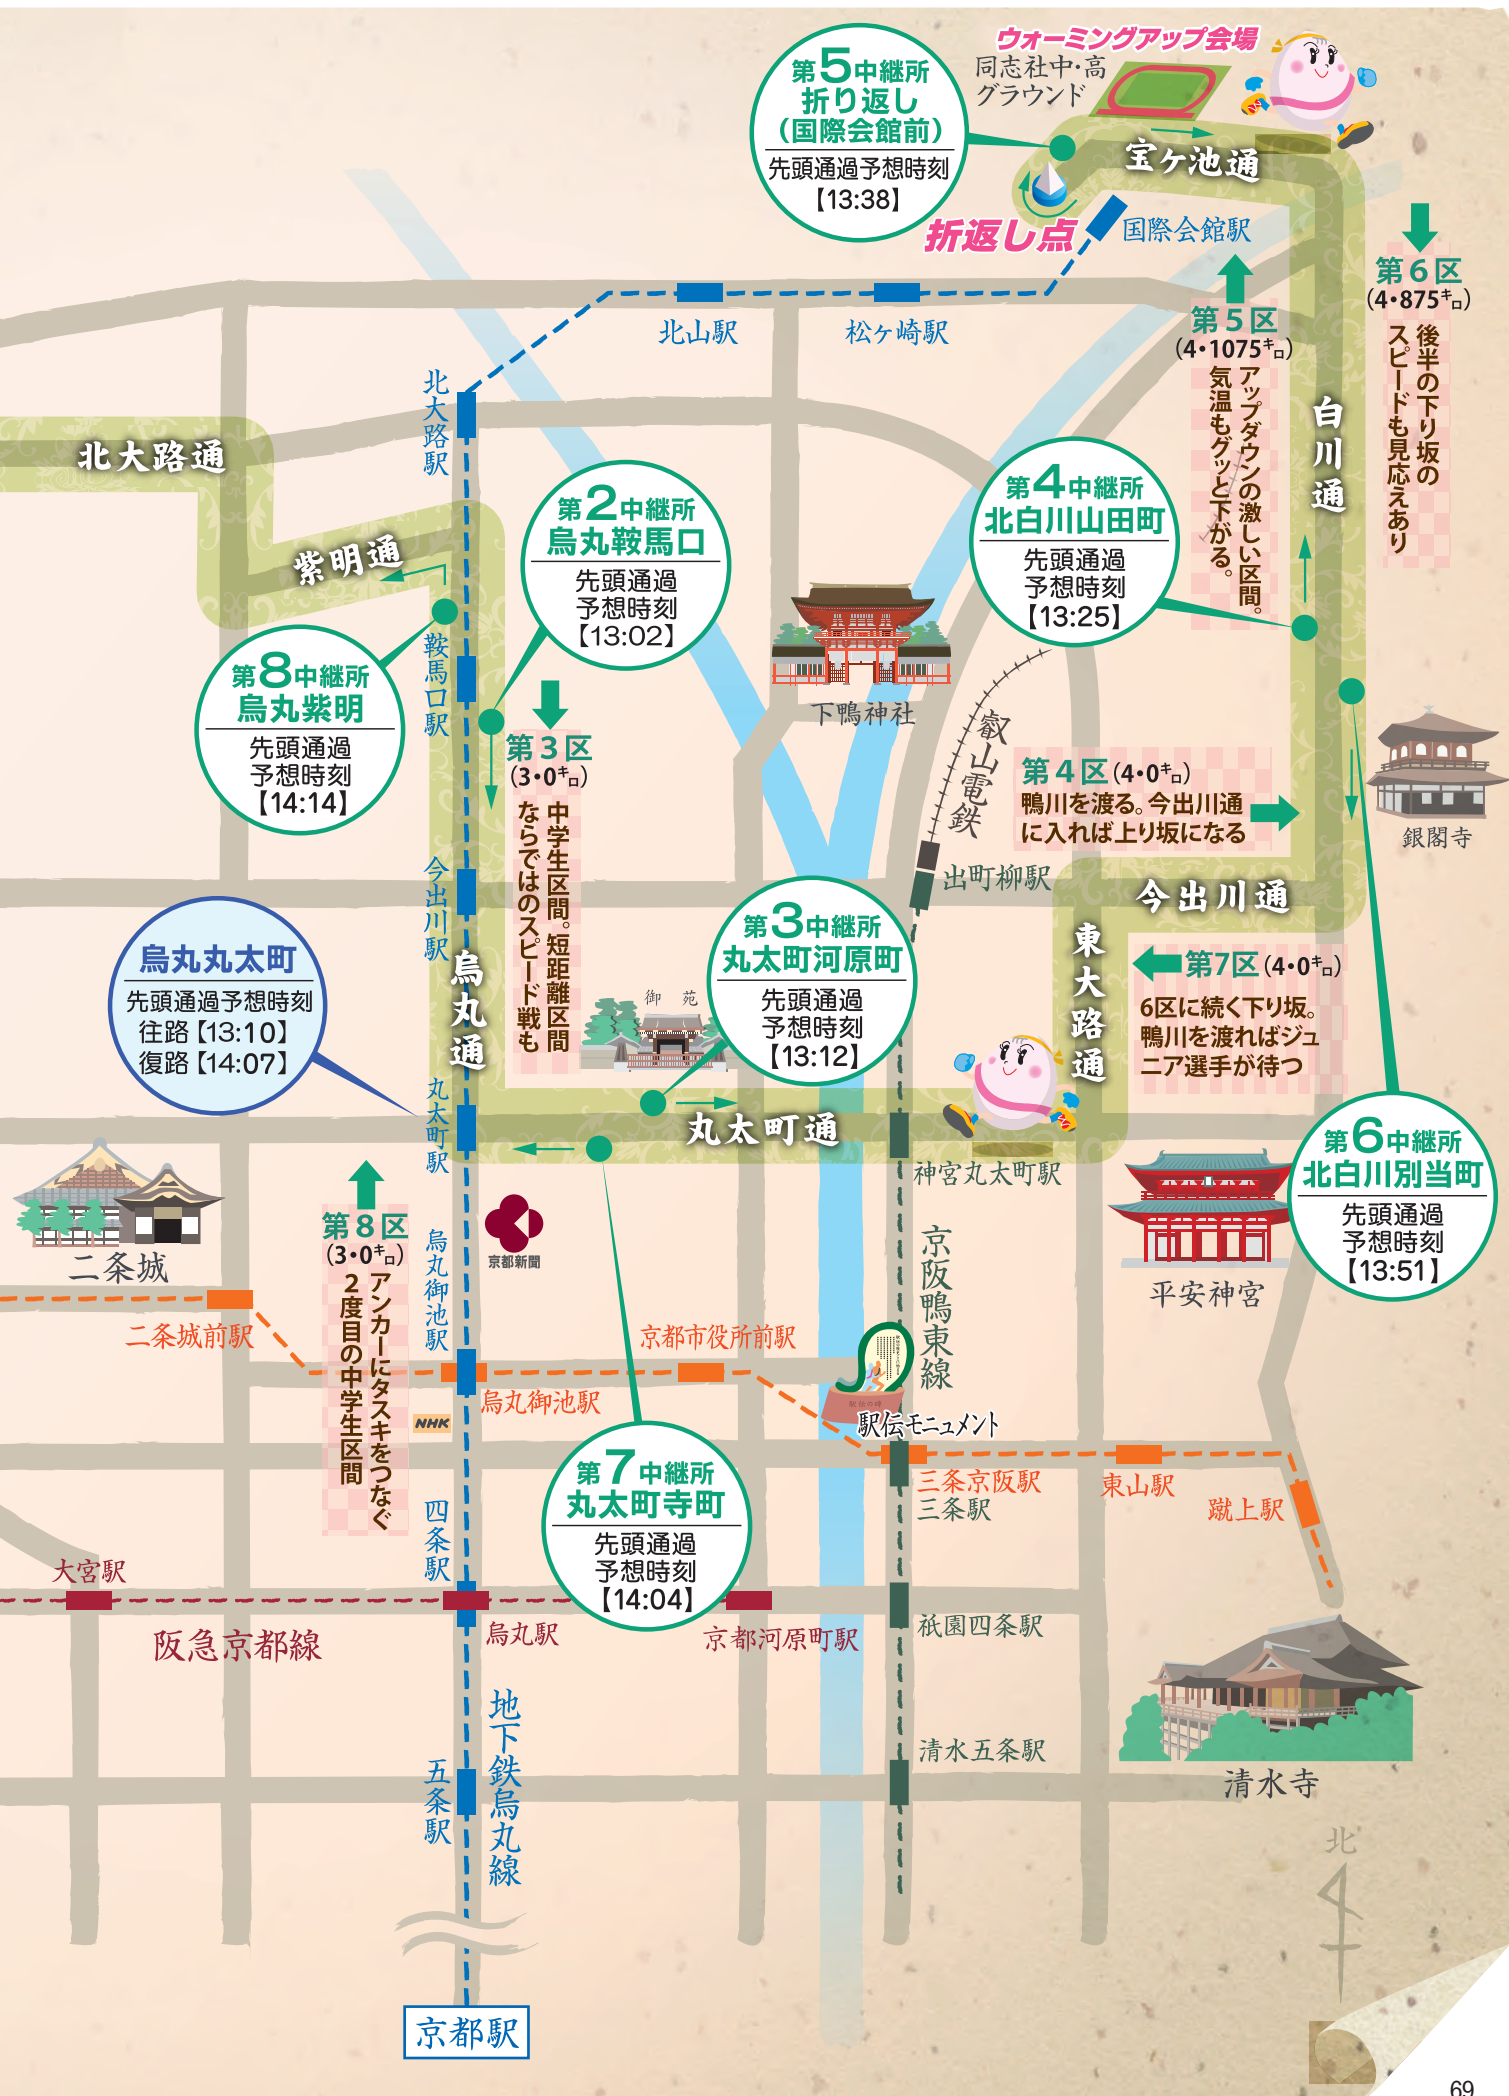 ウォーミングアップ会場
同志社中・高
グラウンド
第5中継所
折り返し
(国際会館前)
先頭通過予想時刻
【13:38】
宝ヶ池通
折返し点
国際会館駅
第6区
(4・875キロ)
後半の下り坂の
スピードも見応えあり
第5区
(4・1075キロ)
アップダウンの激しい区間。
気温もグッと下がる。
北山駅
松ヶ崎駅
北大路駅
白川通
北大路通
第4中継所
北白川山田町
先頭通過
予想時刻
【13:25】
第2中継所
烏丸鞍馬口
先頭通過
予想時刻
【13:02】
紫明通
鞍馬口駅
第8中継所
烏丸紫明
先頭通過
予想時刻
【14:14】
下鴨神社
叡山電鉄
第3区
(3・0キロ)
中学生区間。短距離区間
ならではのスピード戦も
第4区(4・0キロ)
鴨川を渡る。今出川通
に入れば上り坂になる
銀閣寺
今出川駅
出町柳駅
今出川通
第3中継所
丸太町河原町
先頭通過
予想時刻
【13:12】
烏丸丸太町
先頭通過予想時刻
往路【13:10】
復路【14:07】
烏丸通
御苑
東大路通
第7区(4・0キロ)
6区に続く下り坂。
鴨川を渡ればジュ
ニア選手が待つ
丸太町駅
丸太町通
神宮丸太町駅
第6中継所
北白川別当町
先頭通過
予想時刻
【13:51】
二条城
第8区
(3・0キロ)
アンカーにタスキをつなぐ
2度目の中学生区間
京都新聞
烏丸御池駅
京阪鴨東線
平安神宮
二条城前駅
京都市役所前駅
烏丸御池駅
NHK
駅伝モニュメント
三条京阪駅
三条駅
東山駅
蹴上駅
第7中継所
丸太町寺町
先頭通過
予想時刻
【14:04】
四条駅
大宮駅
阪急京都線
烏丸駅
京都河原町駅
祇園四条駅
地下鉄烏丸線
五条駅
清水五条駅
清水寺
北
京都駅
69